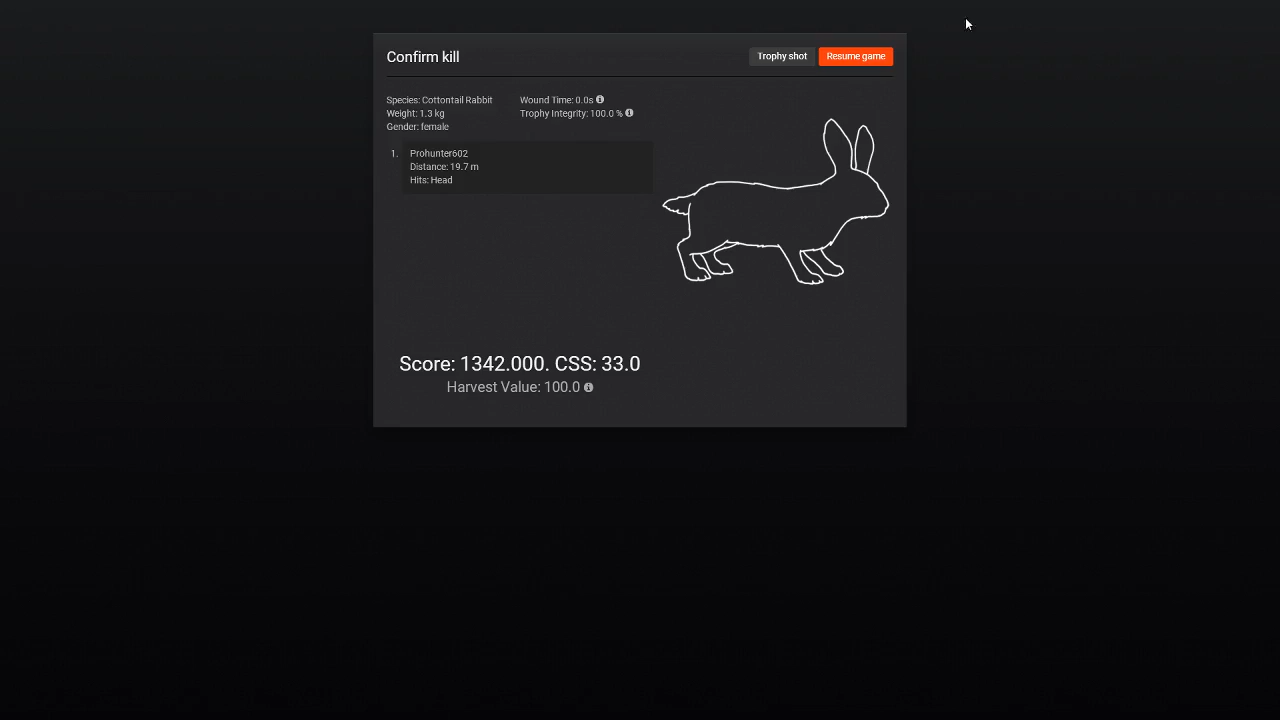 Confirm kill
Trophy shot
Resume game
Species: Cottontail Rabbit
Weight: 1.3 kg
Gender: female
Wound Time: 0.0s
Trophy Integrity: 100.0 %
1.
Prohunter602
Distance: 19.7 m
Hits: Head
Score: 1342.000. CSS: 33.0
Harvest Value: 100.0